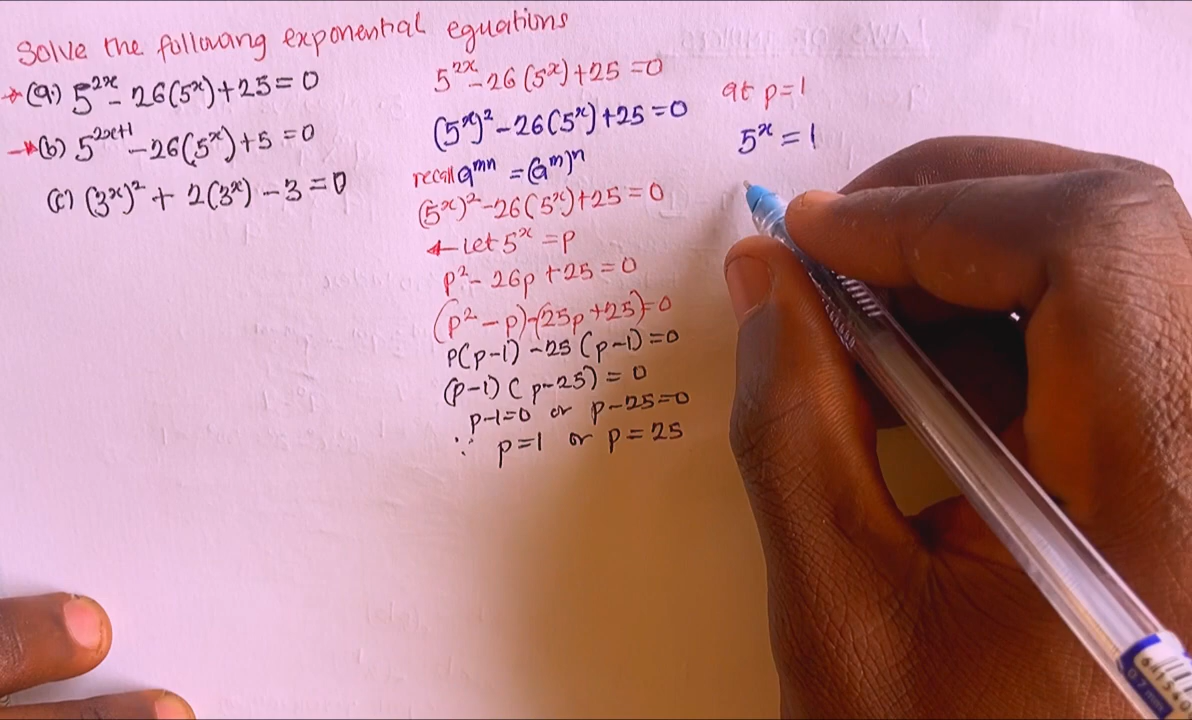 Solve the following exponential equations
→ (a) 5^{2x} - 26(5^x) + 25 = 0
→ (b) 5^{2x+1} - 26(5^x) + 5 = 0
(c) (3^x)^2 + 2(3^x) - 3 = 0
5^{2x} - 26(5^x) + 25 = 0
(5^x)^2 - 26(5^x) + 25 = 0
recall a^{mn} = (a^m)^n
(5^x)^2 - 26(5^x) + 25 = 0
← Let 5^x = p
p^2 - 26p + 25 = 0
(p^2 - p) - (25p + 25) = 0
p(p-1) - 25(p-1) = 0
(p-1)(p-25) = 0
p-1=0 or p-25=0
∴ p=1 or p=25
at p=1
5^x = 1